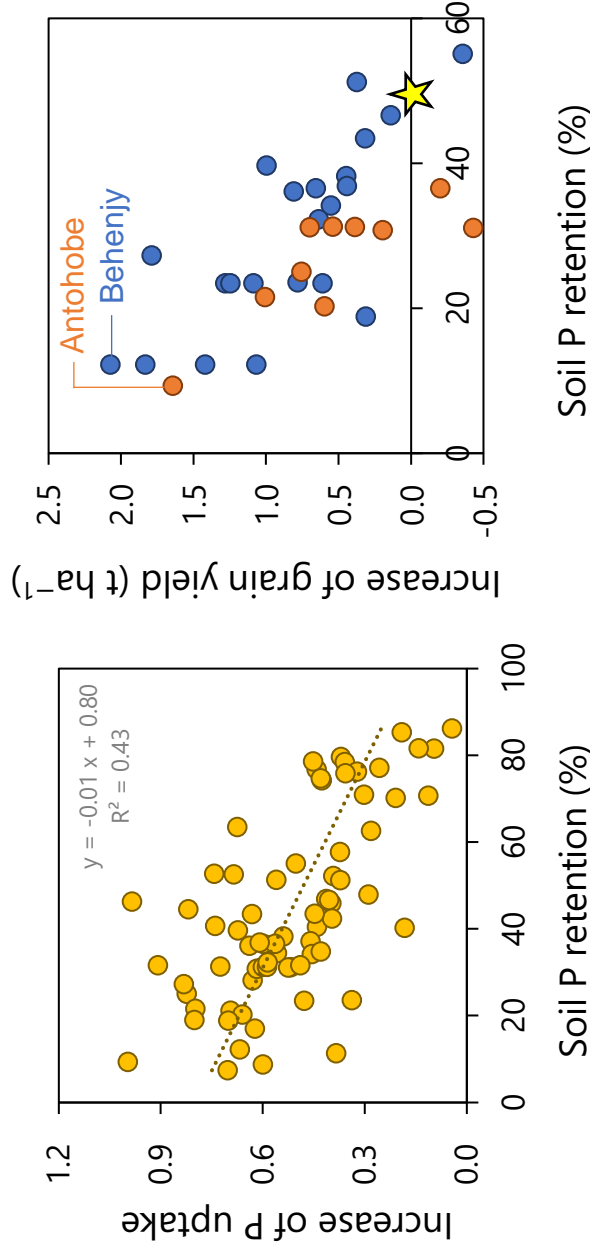 1.2
0.9
0.6
0.3
0.0
0
20
40
60
80
100
Increase of P uptake
Soil P retention (%)
y = -0.01 x + 0.80
R² = 0.43
2.5
2.0
1.5
1.0
0.5
0.0
-0.5
0
20
40
60
Increase of grain yield (t ha⁻¹)
Soil P retention (%)
Antohobe
Behenjy